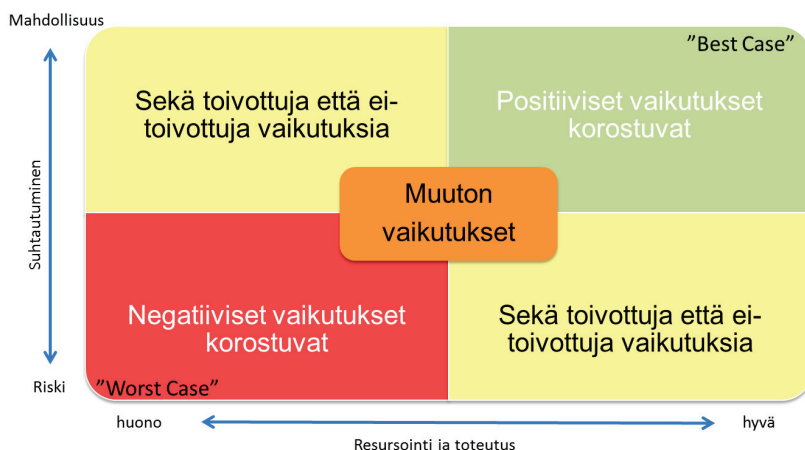 Mahdollisuus
"Best Case"
Sekä toivottuja että ei-
toivottuja vaikutuksia
Positiiviset vaikutukset
korostuvat
Suhtautuminen
Muuton
vaikutukset
Negatiiviset vaikutukset
korostuvat
Sekä toivottuja että ei-
toivottuja vaikutuksia
Riski
"Worst Case"
huono
hyvä
Resursointi ja toteutus